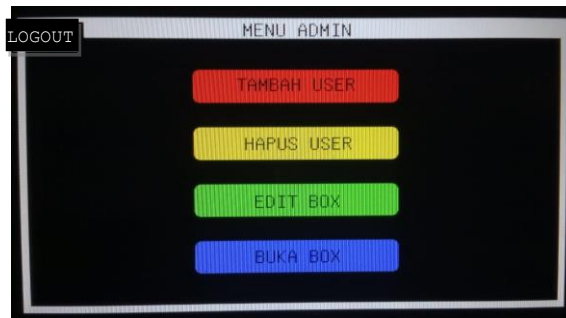 MENU ADMIN
LOGOUT
TAMBAH USER
HAPUS USER
EDIT BOX
BUKA BOX